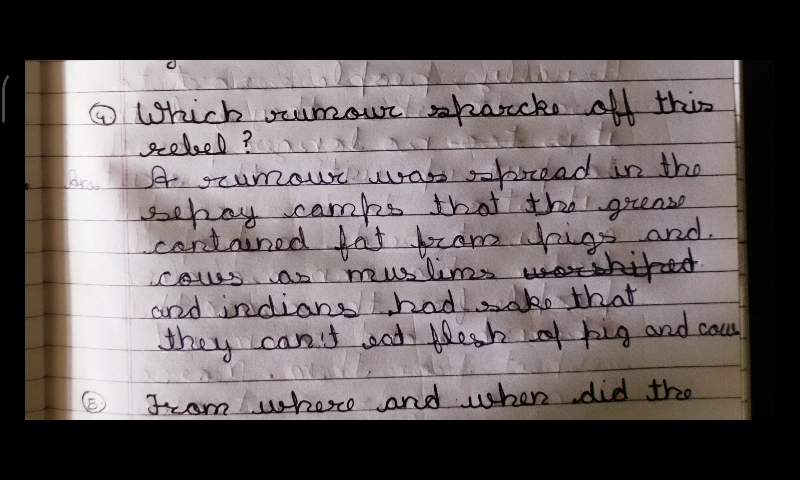 4 Which rumour sparcke off this
rebel?
Ans A rumour was spread in the
sepoy camps that the grease
contained fat from pigs and
cows as muslims worshiped
and indians had sake that
they can't eat flesh of pig and cow
5 From where and when did the